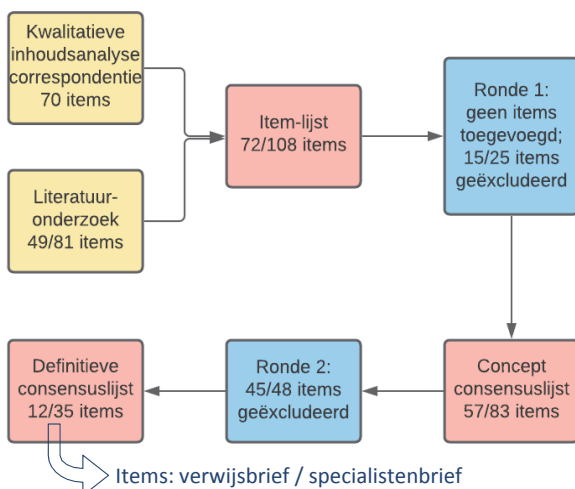 Kwalitatieve
inhoudsanalyse
correspondentie
70 items
Literatuur-
onderzoek
49/81 items
Item-lijst
72/108 items
Ronde 1:
geen items
toegevoegd;
15/25 items
geëxcludeerd
Concept
consensuslijst
57/83 items
Ronde 2:
45/48 items
geëxcludeerd
Definitieve
consensuslijst
12/35 items
Items: verwijsbrief / specialistenbrief